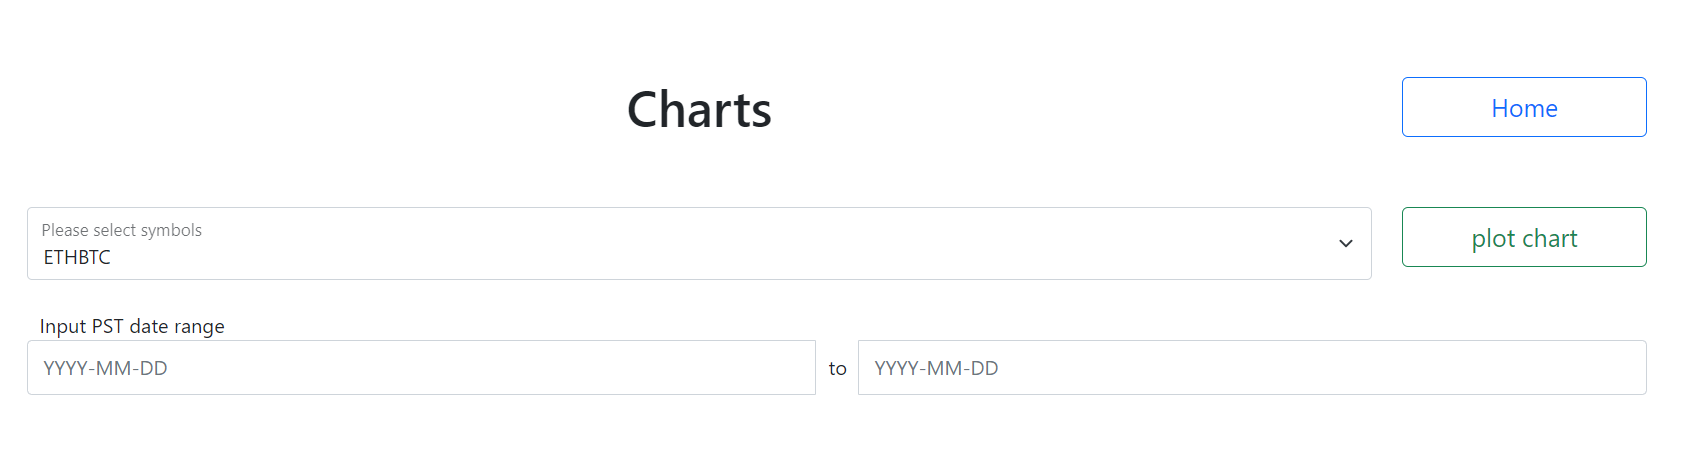 Charts
Home
Please select symbols
ETHBTC
plot chart
Input PST date range
YYYY-MM-DD to YYYY-MM-DD